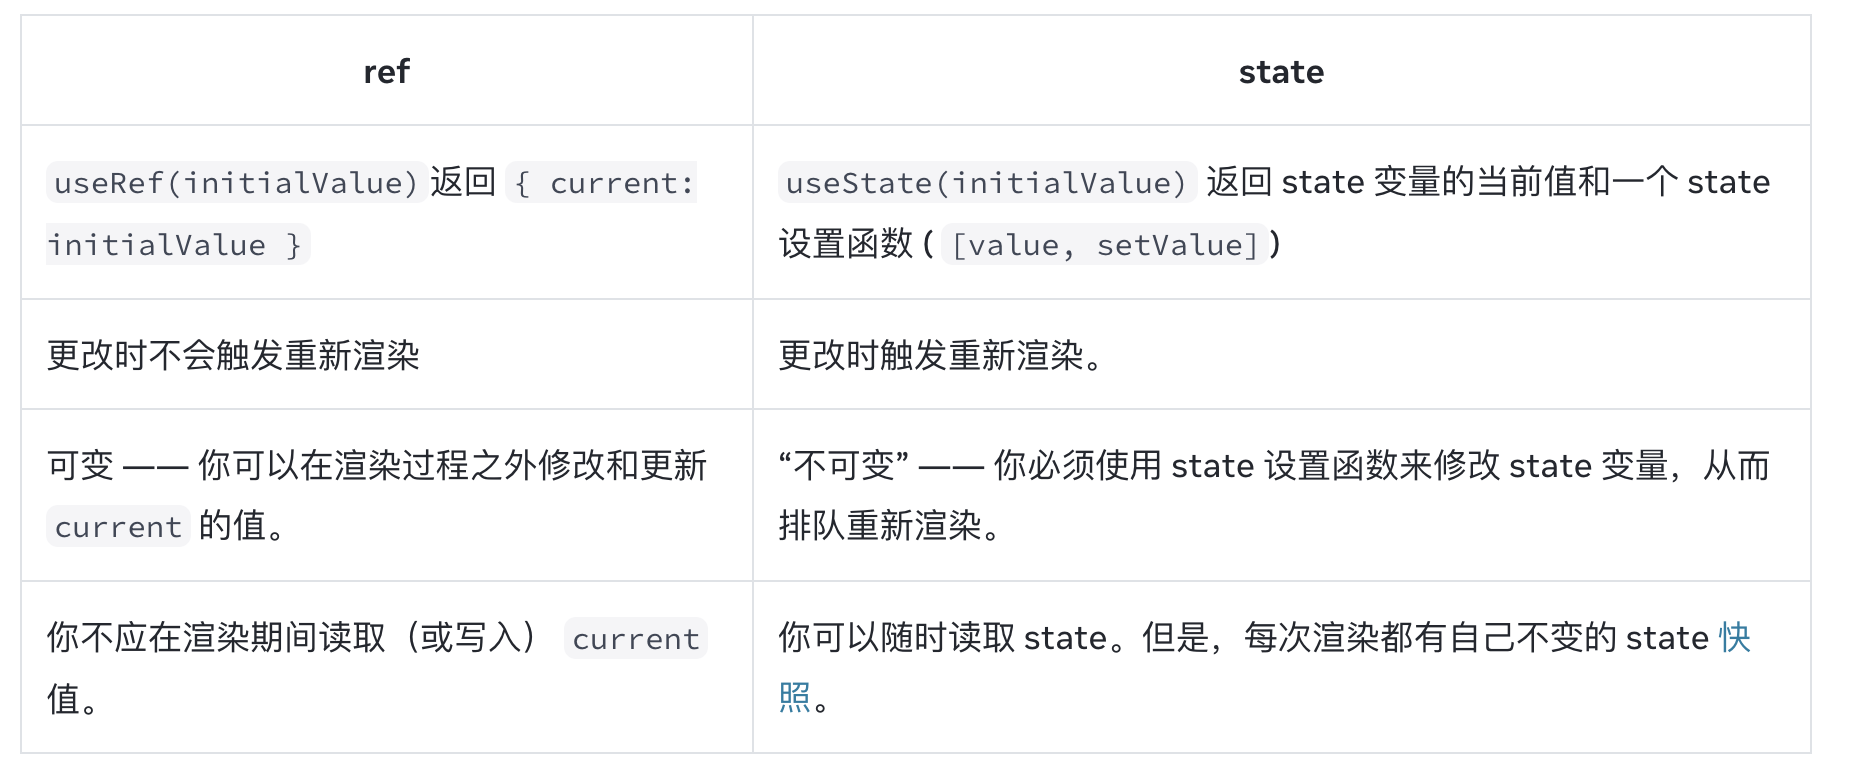 ref
state
useRef(initialValue)返回 { current:
initialValue }
useState(initialValue) 返回 state 变量的当前值和一个 state
设置函数 ( [value, setValue])
更改时不会触发重新渲染
更改时触发重新渲染。
可变 —— 你可以在渲染过程之外修改和更新
current 的值。
“不可变” —— 你必须使用 state 设置函数来修改 state 变量，从而
排队重新渲染。
你不应在渲染期间读取（或写入） current
值。
你可以随时读取 state。但是，每次渲染都有自己不变的 state 快
照。